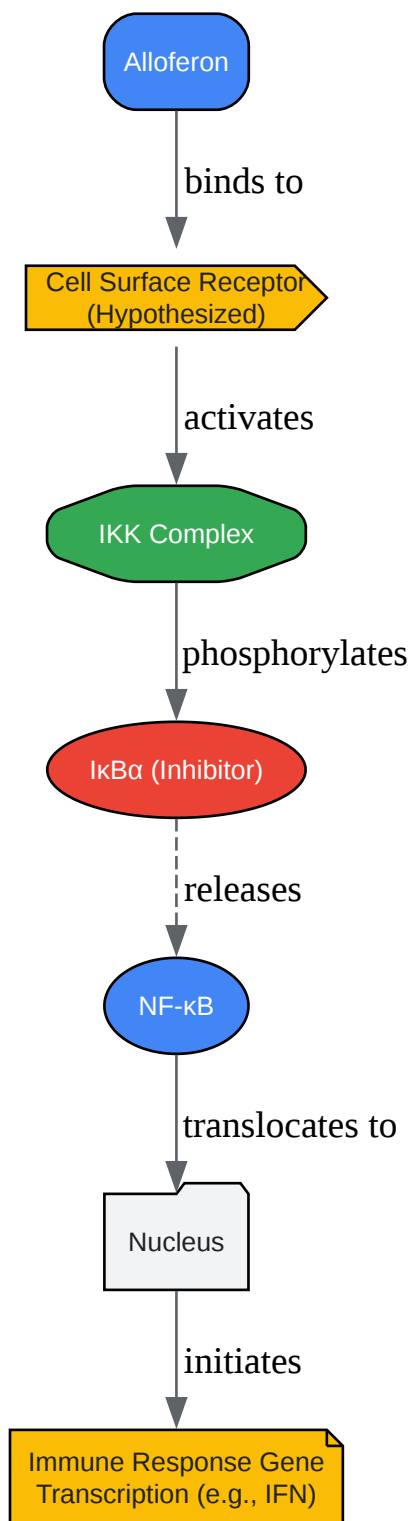 Alloferon
binds to
Cell Surface Receptor
(Hypothesized)
activates
IKK Complex
phosphorylates
IκBα (Inhibitor)
releases
NF-κB
translocates to
Nucleus
initiates
Immune Response Gene
Transcription (e.g., IFN)